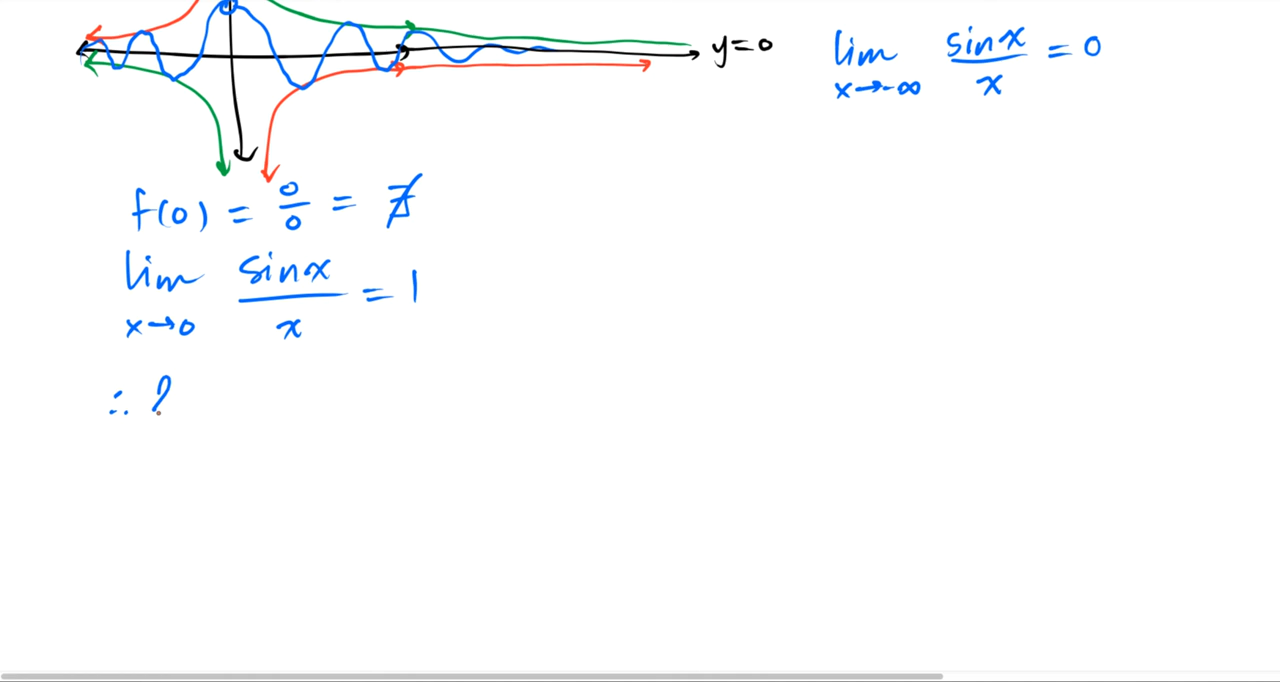 y=0
lim x→-∞ sinx/x = 0
f(0) = 0/0 = ∄
lim x→0 sinx/x = 1
∴ ?